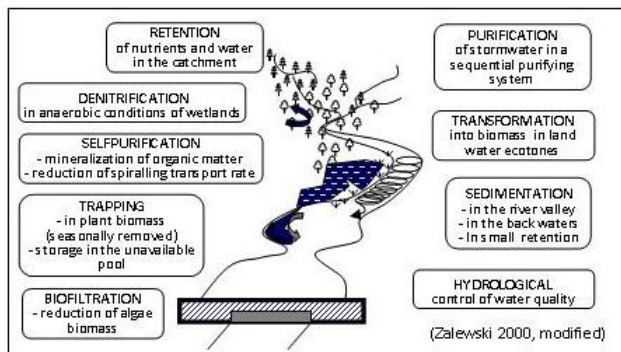 RETENTION
of nutrients and water
in the catchment
DENITRIFICATION
in anaerobic conditions of wetlands
SELFPURIFICATION
- mineralization of organic matter
- reduction of spiralling transport rate
TRAPPING
- in plant biomass
(seasonally removed)
- storage in the unavailable
pool
BIOFILTRATION
- reduction of algae
biomass
PURIFICATION
of stormwater in a
sequential purifying
system
TRANSFORMATION
into biomass in land
water ecotones
SEDIMENTATION
- in the river valley
- in the back waters
- In small retention
HYDROLOGICAL
control of water quality
(Zalewski 2000, modified)